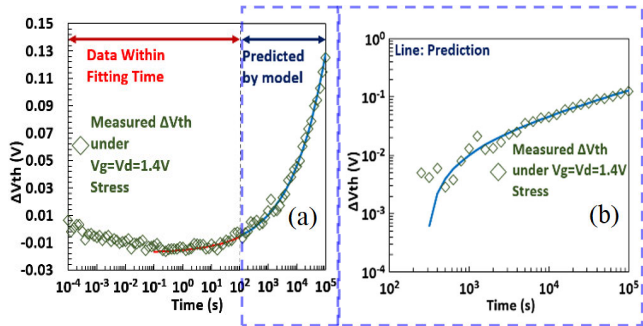 0.15
0.13
0.11
0.09
0.07
0.05
0.03
0.01
-0.01
-0.03
ΔVth (V)
Data Within
Fitting Time
Predicted
by model
Measured ΔVth
under
Vg=Vd=1.4V
Stress
(a)
10⁻⁴ 10⁻³ 10⁻² 10⁻¹ 10⁰ 10¹ 10² 10³ 10⁴ 10⁵
Time (s)
10⁰
10⁻¹
10⁻²
10⁻³
10⁻⁴
ΔVth (V)
Line: Prediction
Measured ΔVth
under Vg=Vd=1.4V
Stress
(b)
10² 10³ 10⁴ 10⁵
Time (s)